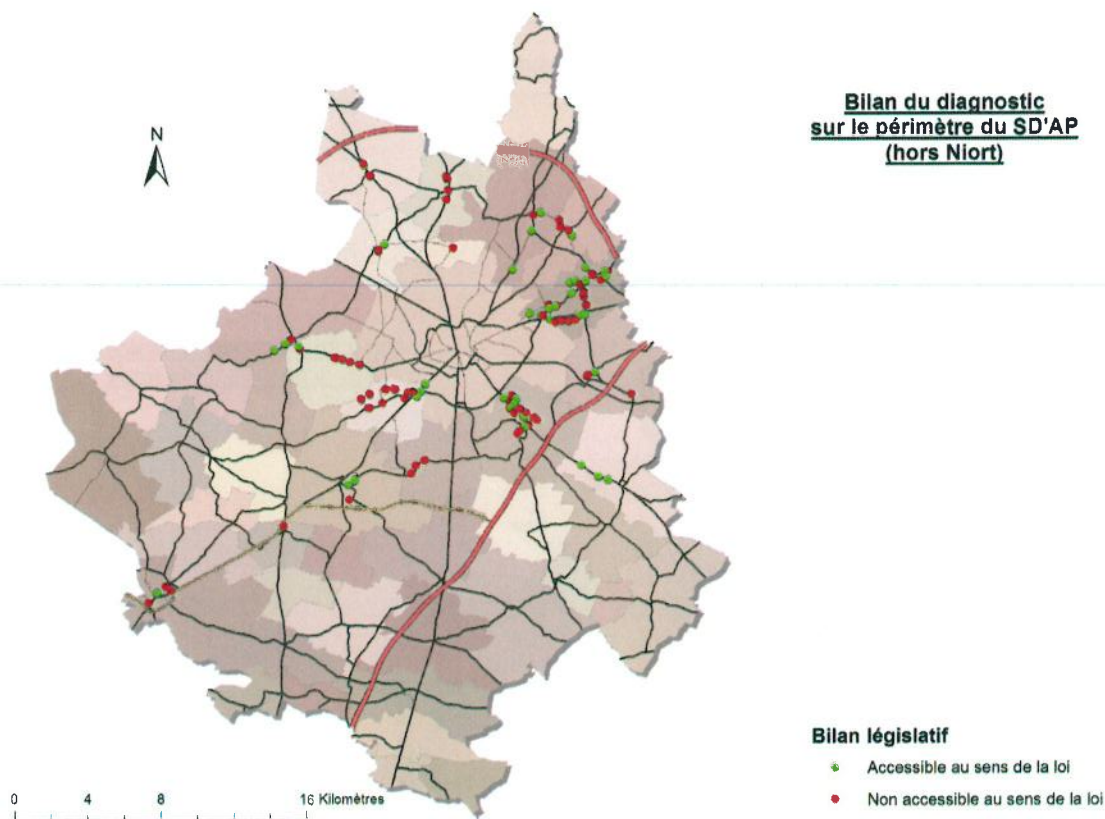 Bilan du diagnostic
sur le périmètre du SD'AP
(hors Niort)
N
Bilan législatif
Accessible au sens de la loi
Non accessible au sens de la loi
0 4 8 16 Kilomètres